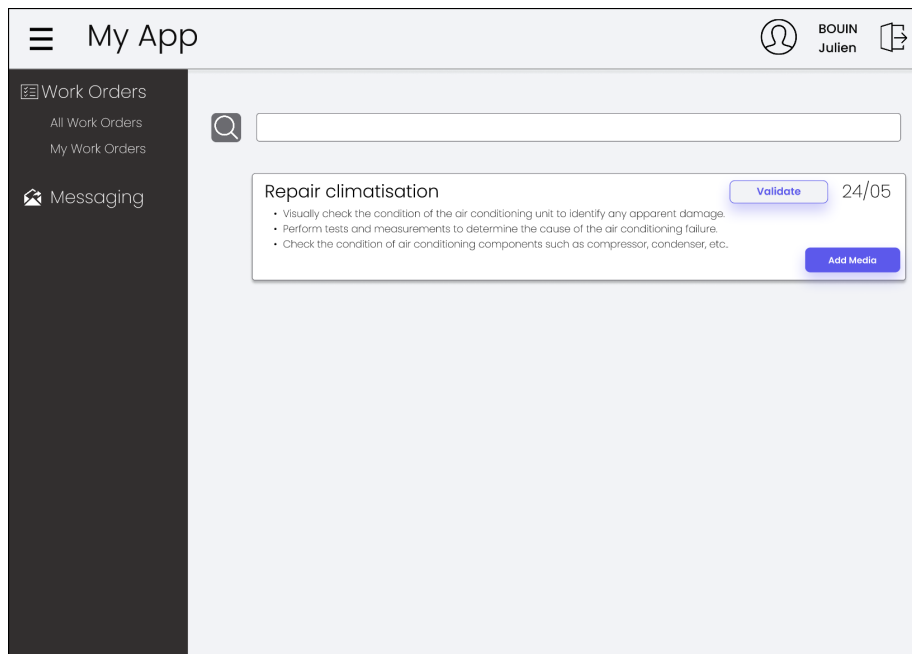 My App
BOUIN
Julien
Work Orders
All Work Orders
My Work Orders
Messaging
Repair climatisation
Validate
24/05
• Visually check the condition of the air conditioning unit to identify any apparent damage.
• Perform tests and measurements to determine the cause of the air conditioning failure.
• Check the condition of air conditioning components such as compressor, condenser, etc..
Add Media